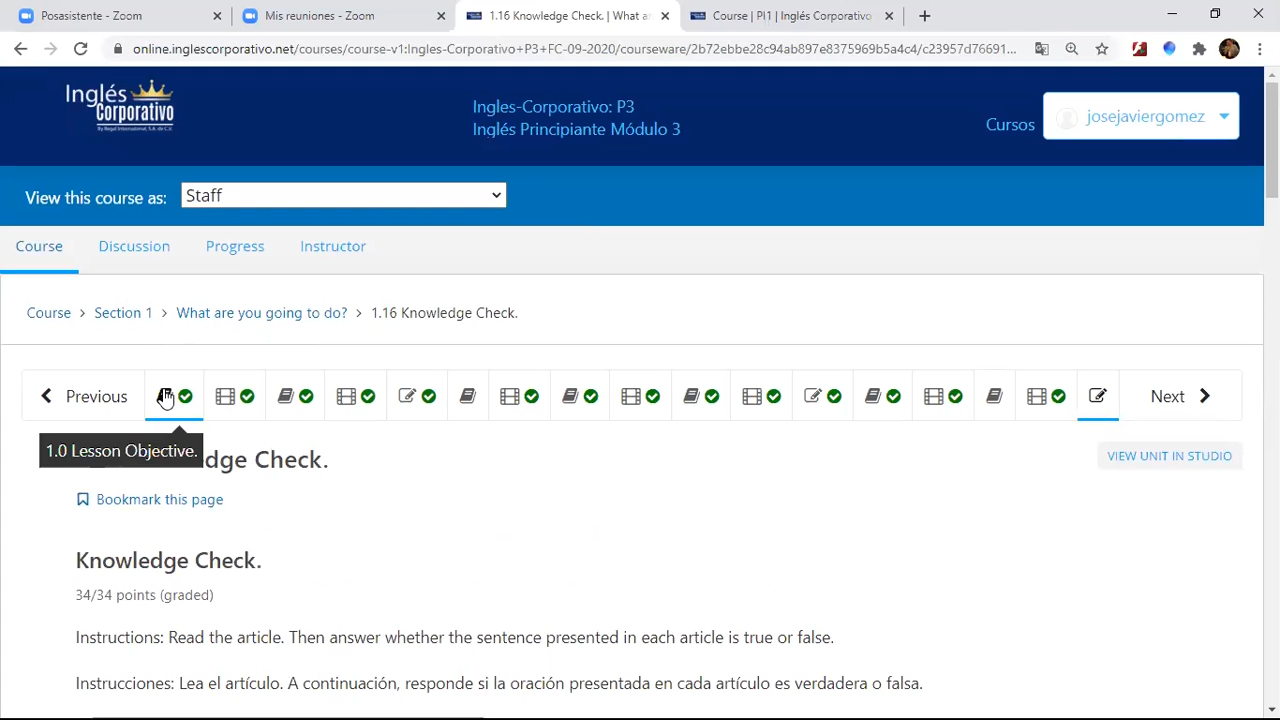 Posasistente - Zoom
Mis reuniones - Zoom
1.16 Knowledge Check. | What ar
Course | PI1 | Inglés Corporativo
online.inglescorporativo.net/courses/course-v1:Ingles-Corporativo+P3+FC-09-2020/courseware/2b72ebbe28c94ab897e8375969b5a4c4/c23957d76691...
Inglés
Corporativo
By Regal International, S.A. de C.V.
Ingles-Corporativo: P3
Inglés Principiante Módulo 3
Cursos
josejaviergomez
View this course as:
Staff
Course
Discussion
Progress
Instructor
Course > Section 1 > What are you going to do? > 1.16 Knowledge Check.
Previous
Next
1.0 Lesson Objective.
dge Check.
VIEW UNIT IN STUDIO
Bookmark this page
Knowledge Check.
34/34 points (graded)
Instructions: Read the article. Then answer whether the sentence presented in each article is true or false.
Instrucciones: Lea el artículo. A continuación, responde si la oración presentada en cada artículo es verdadera o falsa.